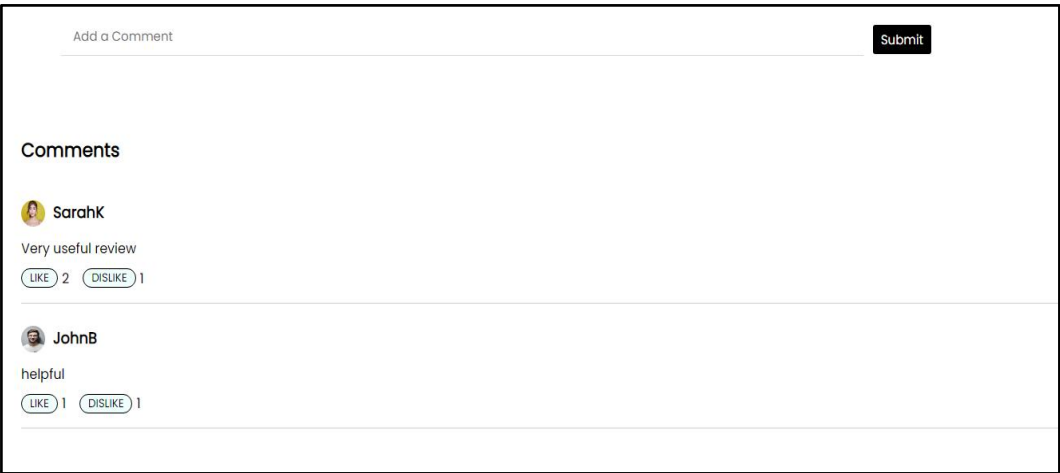 Add a Comment
Submit
Comments
SarahK
Very useful review
LIKE 2 DISLIKE 1
JohnB
helpful
LIKE 1 DISLIKE 1